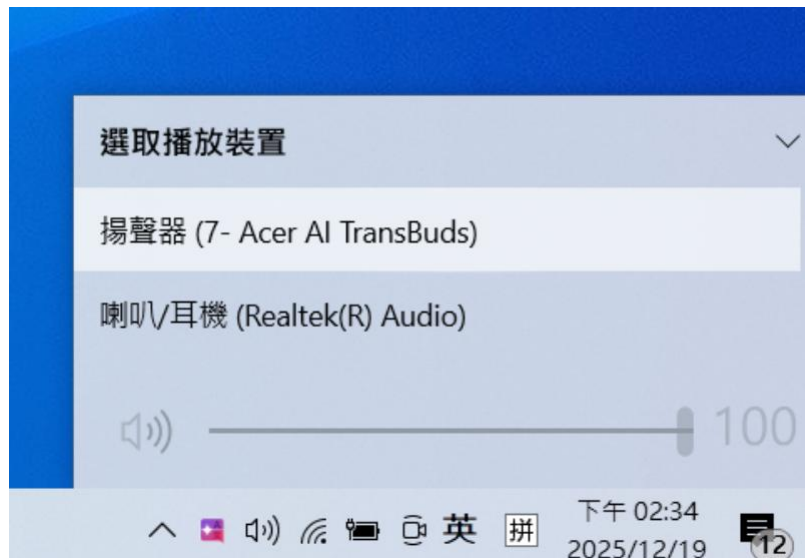 選取播放裝置
揚聲器 (7- Acer AI TransBuds)
喇叭/耳機 (Realtek(R) Audio)
100
英 拼 下午 02:34
2025/12/19 12